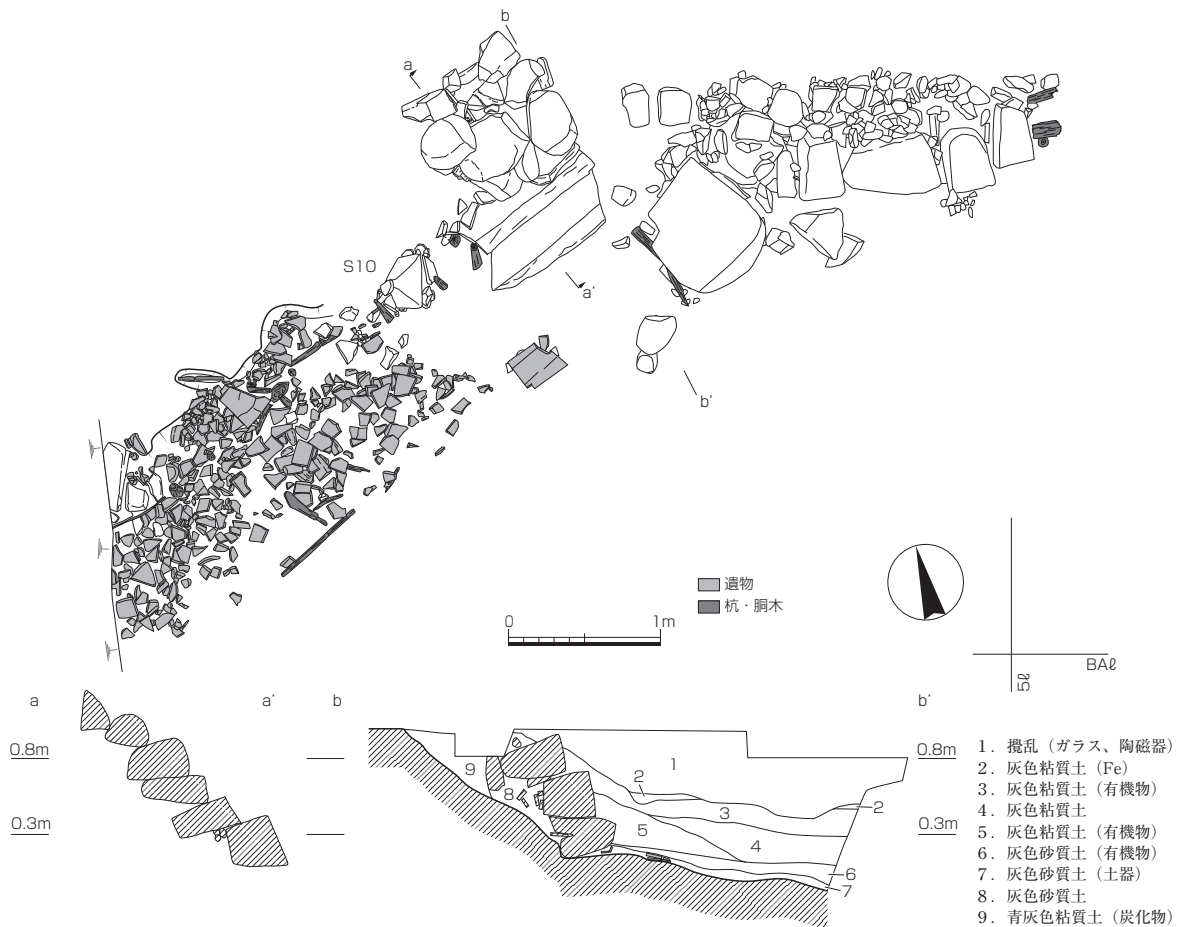 b
a
S10
a'
b'
遺物
杭・胴木
0 1m
BAℓ
5ℓ
a a' b b'
0.8m 0.8m
0.3m 0.3m
9
8
1
2
3
2
5
4
6
7
1．攪乱（ガラス、陶磁器）
2．灰色粘質土（Fe）
3．灰色粘質土（有機物）
4．灰色粘質土
5．灰色粘質土（有機物）
6．灰色砂質土（有機物）
7．灰色砂質土（土器）
8．灰色砂質土
9．青灰色粘質土（炭化物）